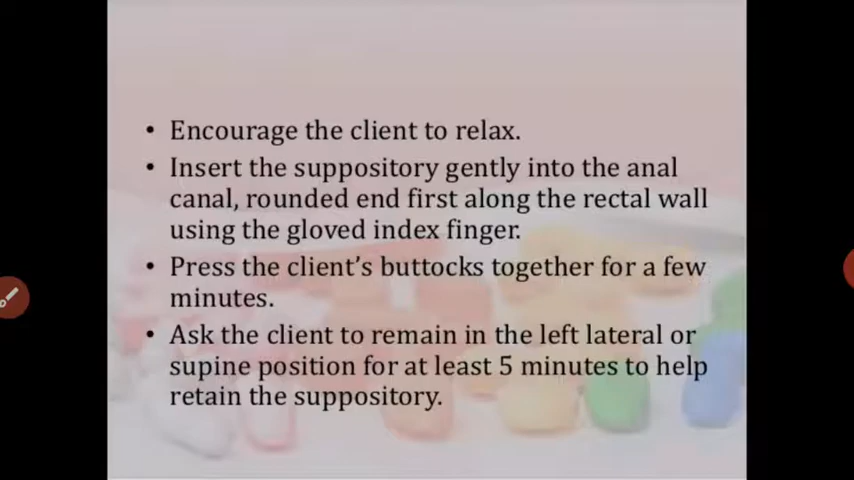 • Encourage the client to relax.
• Insert the suppository gently into the anal
canal, rounded end first along the rectal wall
using the gloved index finger.
• Press the client’s buttocks together for a few
minutes.
• Ask the client to remain in the left lateral or
supine position for at least 5 minutes to help
retain the suppository.